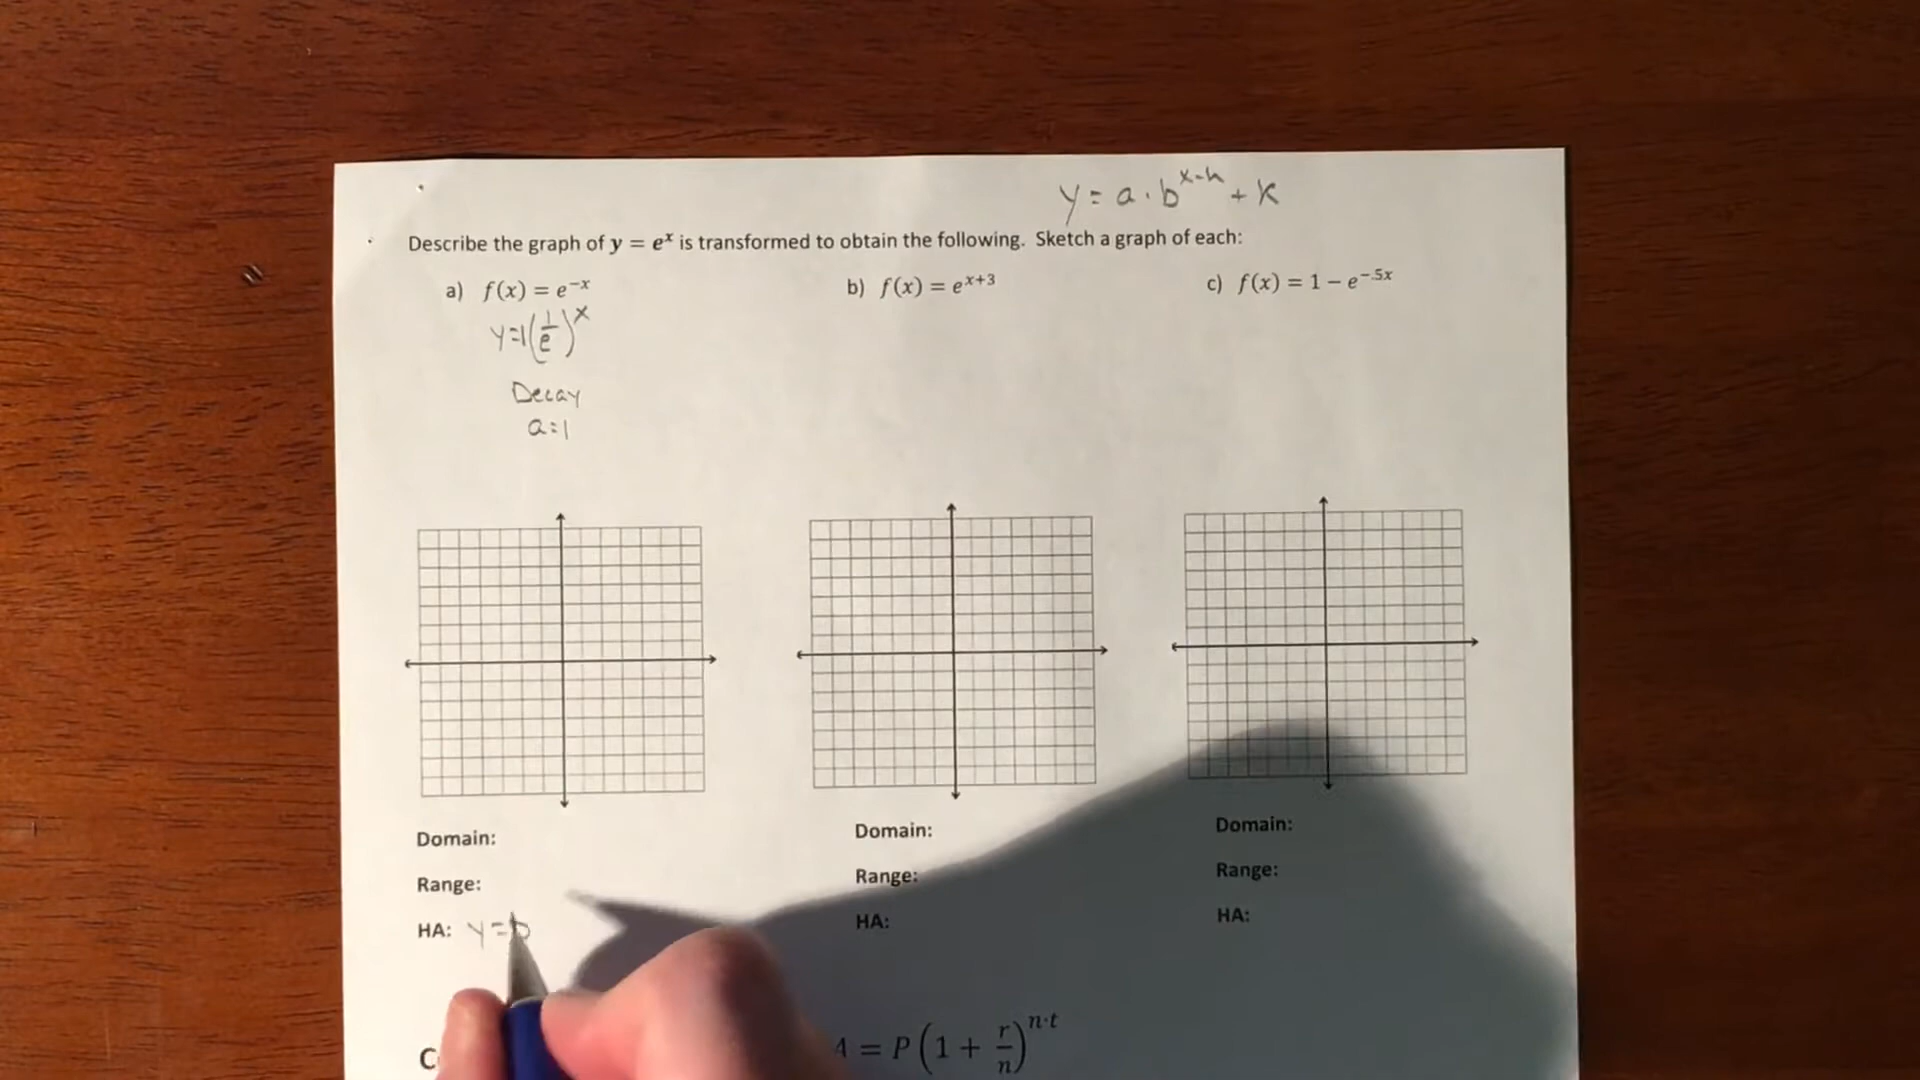 y = a · b^(x-h) + k
Describe the graph of y = e^x is transformed to obtain the following. Sketch a graph of each:
a) f(x) = e^(-x)
b) f(x) = e^(x+3)
c) f(x) = 1 – e^(-.5x)
y=1(1/e)^x
Decay
a=1
Domain:
Domain:
Domain:
Range:
Range:
Range:
HA: y=0
HA:
HA:
A = P(1 + r/n)^(n·t)